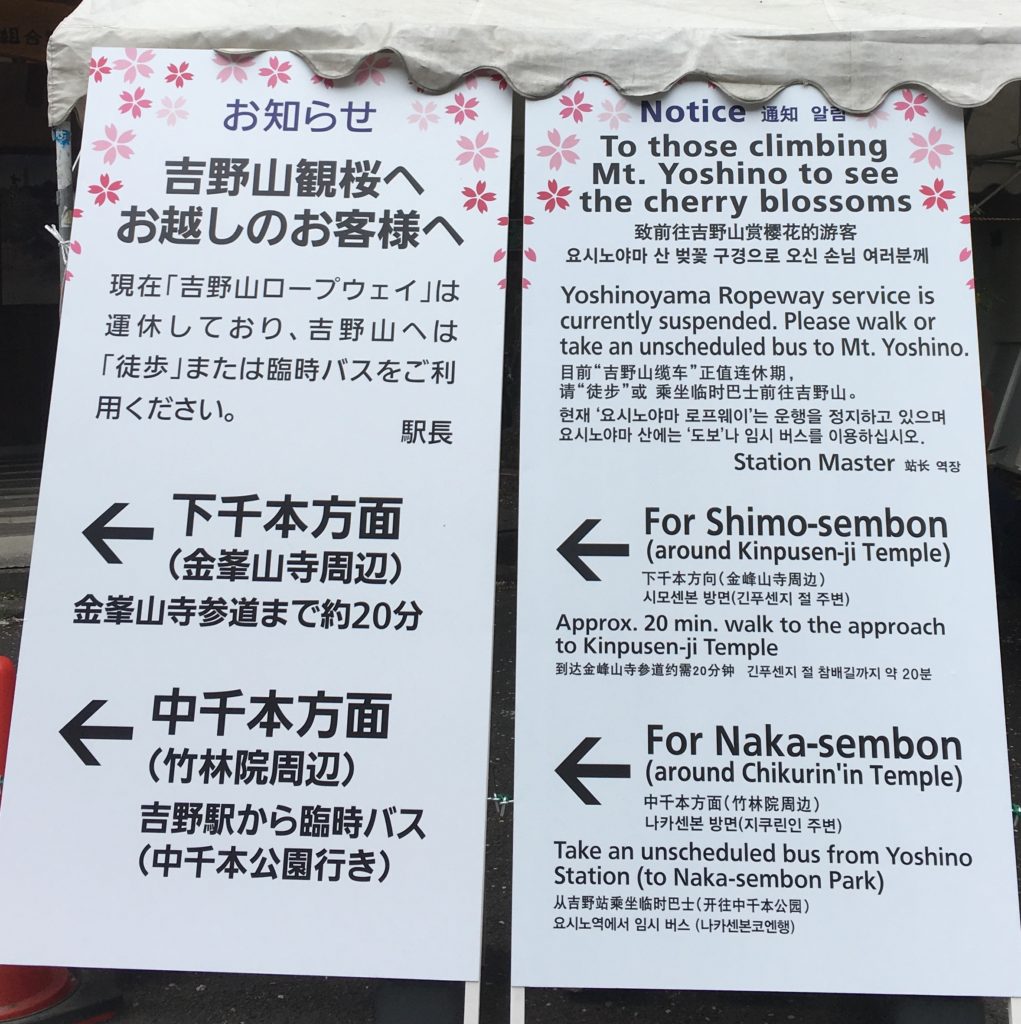 お知らせ
吉野山観桜へ
お越しのお客様へ
現在「吉野山ロープウェイ」は
運休しており、吉野山へは
「徒歩」または臨時バスをご利
用ください。
駅長
← 下千本方面
(金峯山寺周辺)
金峯山寺参道まで約20分
← 中千本方面
(竹林院周辺)
吉野駅から臨時バス
(中千本公園行き)
Notice 通知 알림
To those climbing
Mt. Yoshino to see
the cherry blossoms
致前往吉野山赏樱花的游客
요시노야마 산 벚꽃 구경으로 오신 손님 여러분께
Yoshinoyama Ropeway service is
currently suspended. Please walk or
take an unscheduled bus to Mt. Yoshino.
目前“吉野山缆车”正值连休期，
请“徒步”或 乘坐临时巴士前往吉野山。
현재 ‘요시노야마 로프웨이’는 운행을 정지하고 있으며
요시노야마 산에는 ‘도보’나 임시 버스를 이용하십시오.
Station Master 站长 역장
← For Shimo-sembon
(around Kinpusen-ji Temple)
下千本方向(金峰山寺周边)
시모센본 방면(긴푸센지 절 주변)
Approx. 20 min. walk to the approach
to Kinpusen-ji Temple
到达金峰山寺参道约需20分钟 긴푸센지 절 참배길까지 약 20분
← For Naka-sembon
(around Chikurin'in Temple)
中千本方面(竹林院周边)
나카센본 방면(지쿠린인 주변)
Take an unscheduled bus from Yoshino
Station (to Naka-sembon Park)
从吉野站乘坐临时巴士(开往中千本公园)
요시노역에서 임시 버스 (나카센본코엔행)